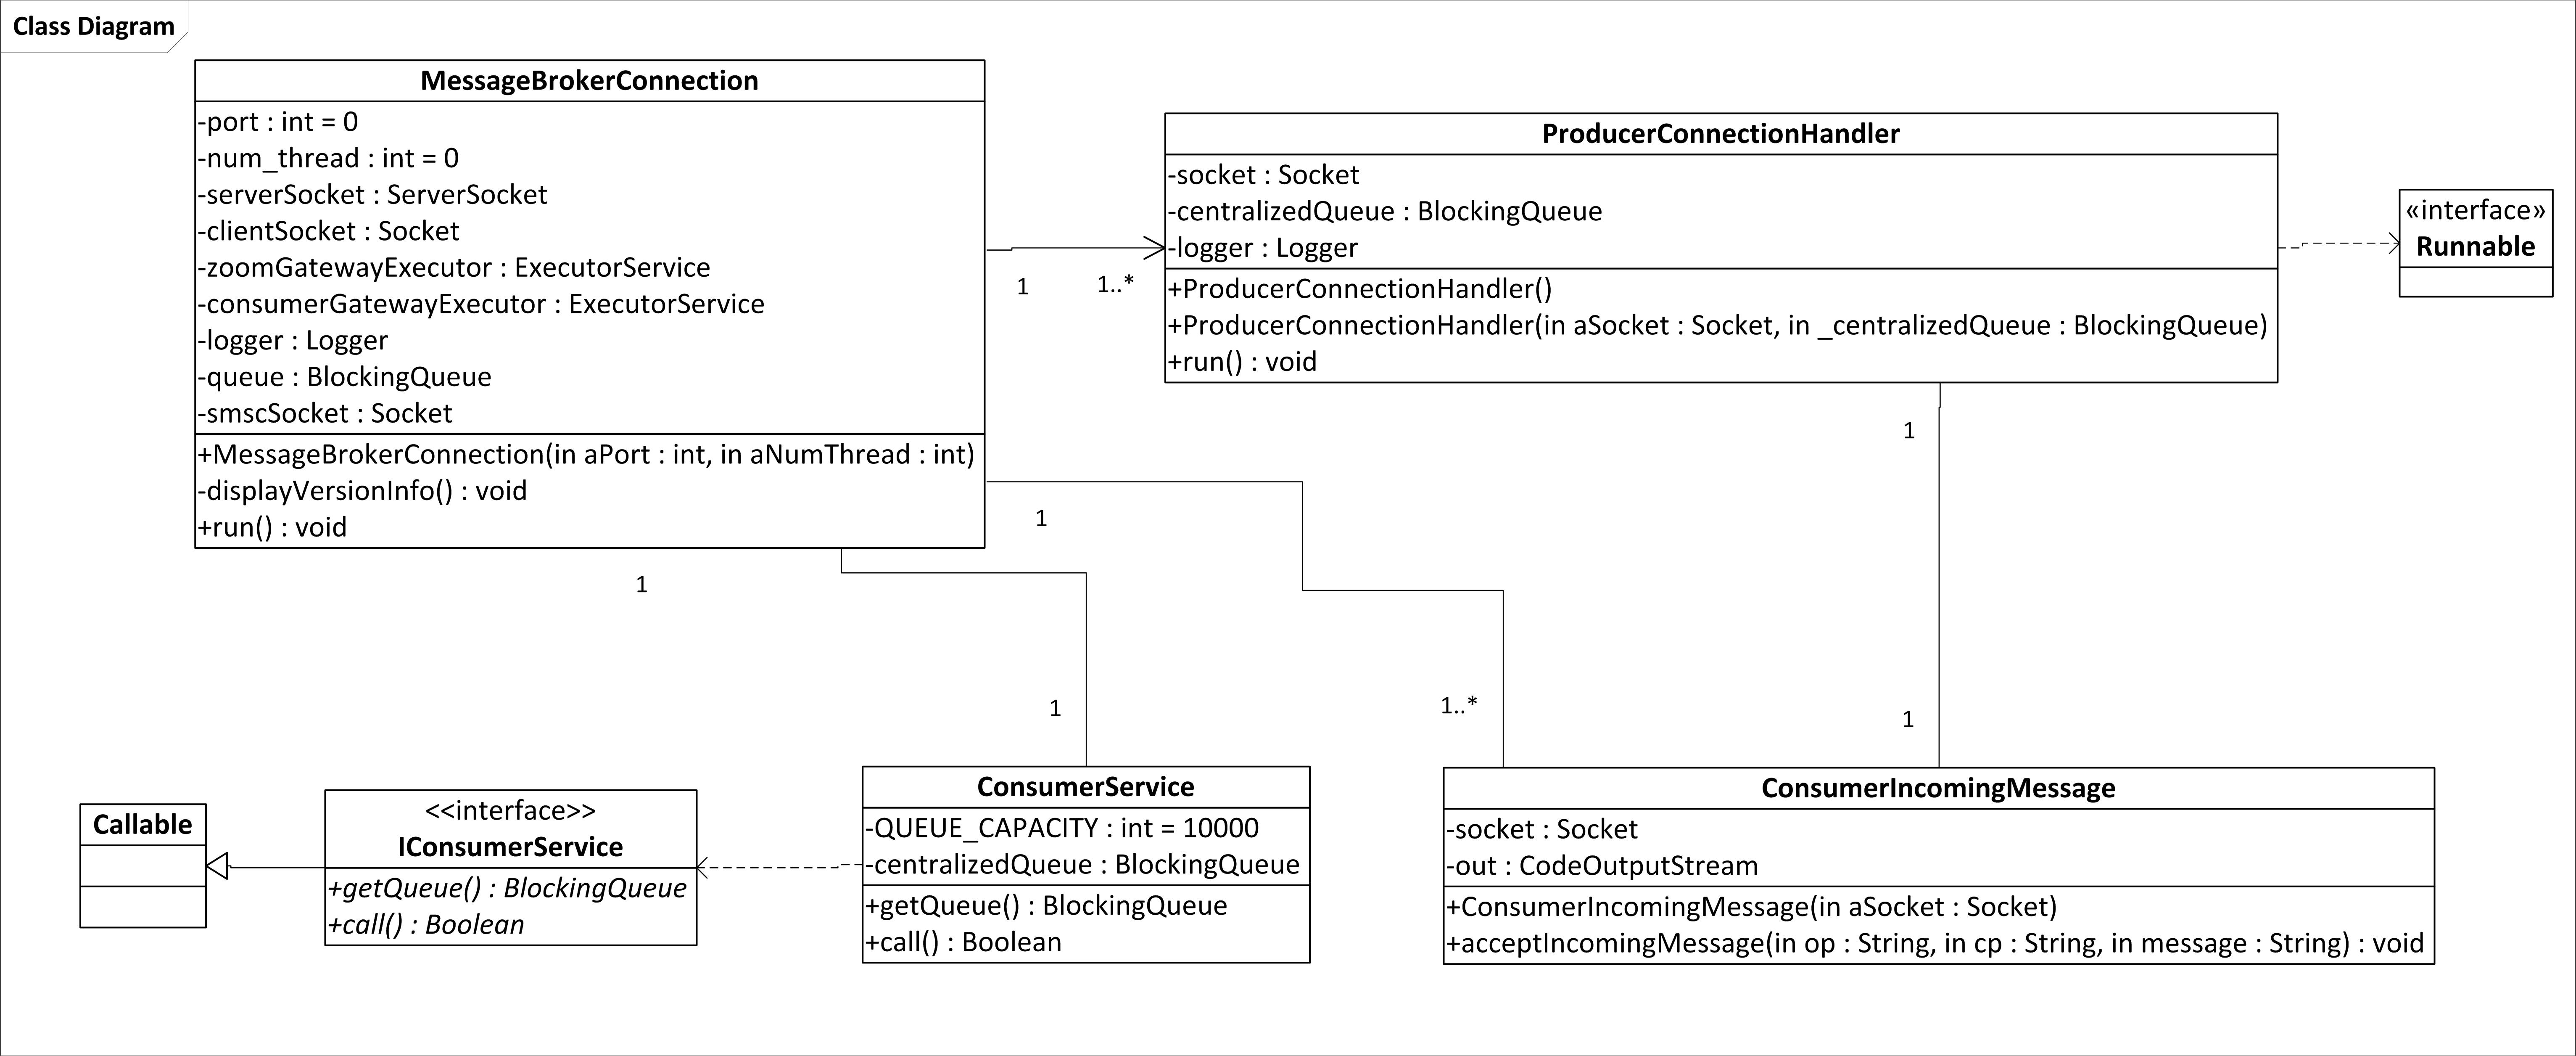 Class Diagram
MessageBrokerConnection
-port : int = 0
-num_thread : int = 0
-serverSocket : ServerSocket
-clientSocket : Socket
-zoomGatewayExecutor : ExecutorService
-consumerGatewayExecutor : ExecutorService
-logger : Logger
-queue : BlockingQueue
-smscSocket : Socket
+MessageBrokerConnection(in aPort : int, in aNumThread : int)
-displayVersionInfo() : void
+run() : void
ProducerConnectionHandler
-socket : Socket
-centralizedQueue : BlockingQueue
-logger : Logger
+ProducerConnectionHandler()
+ProducerConnectionHandler(in aSocket : Socket, in _centralizedQueue : BlockingQueue)
+run() : void
«interface»
Runnable
1
1..*
1
1
1
1
1..*
1
Callable
<<interface>>
IConsumerService
+getQueue() : BlockingQueue
+call() : Boolean
ConsumerService
-QUEUE_CAPACITY : int = 10000
-centralizedQueue : BlockingQueue
+getQueue() : BlockingQueue
+call() : Boolean
ConsumerIncomingMessage
-socket : Socket
-out : CodeOutputStream
+ConsumerIncomingMessage(in aSocket : Socket)
+acceptIncomingMessage(in op : String, in cp : String, in message : String) : void